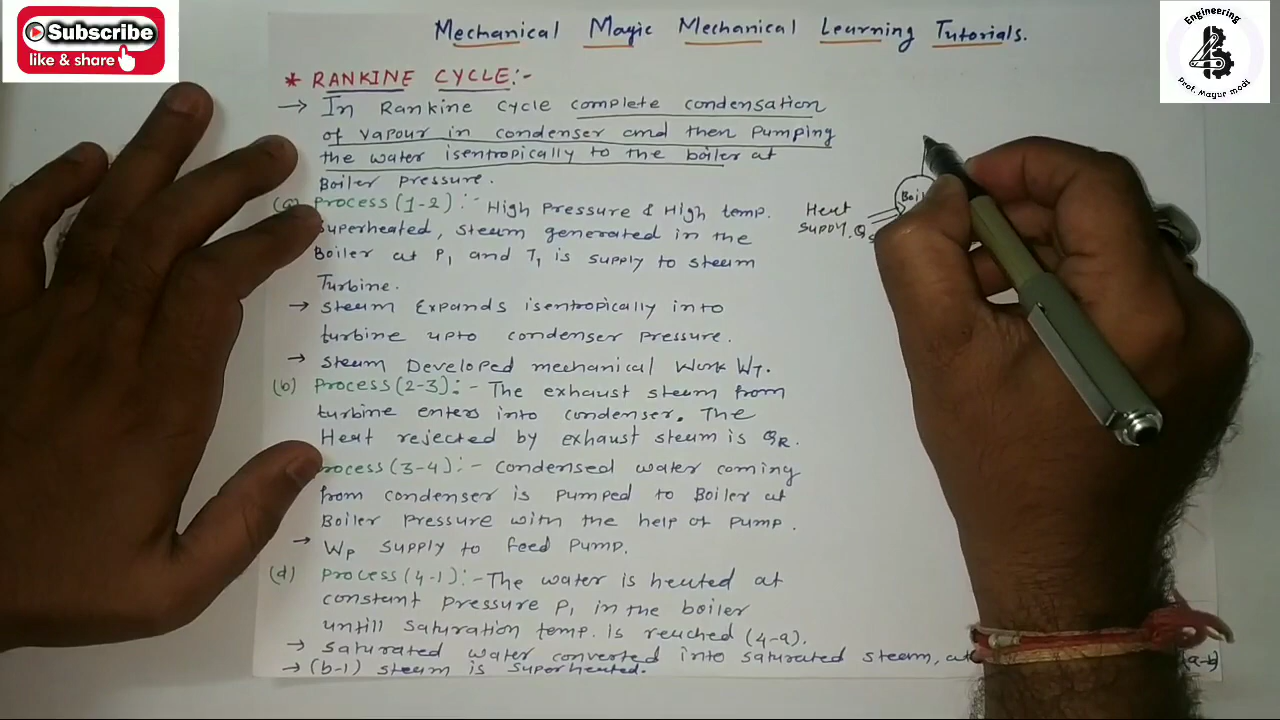 Subscribe
like & share
Mechanical Magic Mechanical Learning Tutorials.
Engineering
Prof. Mayur modi
* RANKINE CYCLE:-
→ In Rankine cycle complete condensation
of vapour in condenser and then Pumping
the water isentropically to the boiler at
Boiler pressure.
(a) Process (1-2):- High Pressure & High temp.
Superheated, steam generated in the
Boiler at P1 and T1 is supply to steam
Turbine.
→ Steam Expands isentropically into
turbine upto condenser pressure.
→ Steam Developed mechanical Work WT.
(b) Process (2-3):- The exhaust steam from
turbine enters into condenser. The
Heat rejected by exhaust steam is QR.
rocess (3-4):- Condensed water coming
from condenser is Pumped to Boiler at
Boiler Pressure with the help of Pump.
→ WP supply to feed Pump.
(d) Process (4-1):- The water is heated at
constant pressure P1 in the boiler
untill saturation temp. is reached (4-a).
→ Saturated water converted into saturated steam, at
(a-b)
→ (b-1) steam is superheated.
Boil
Heat
Supply, Qs